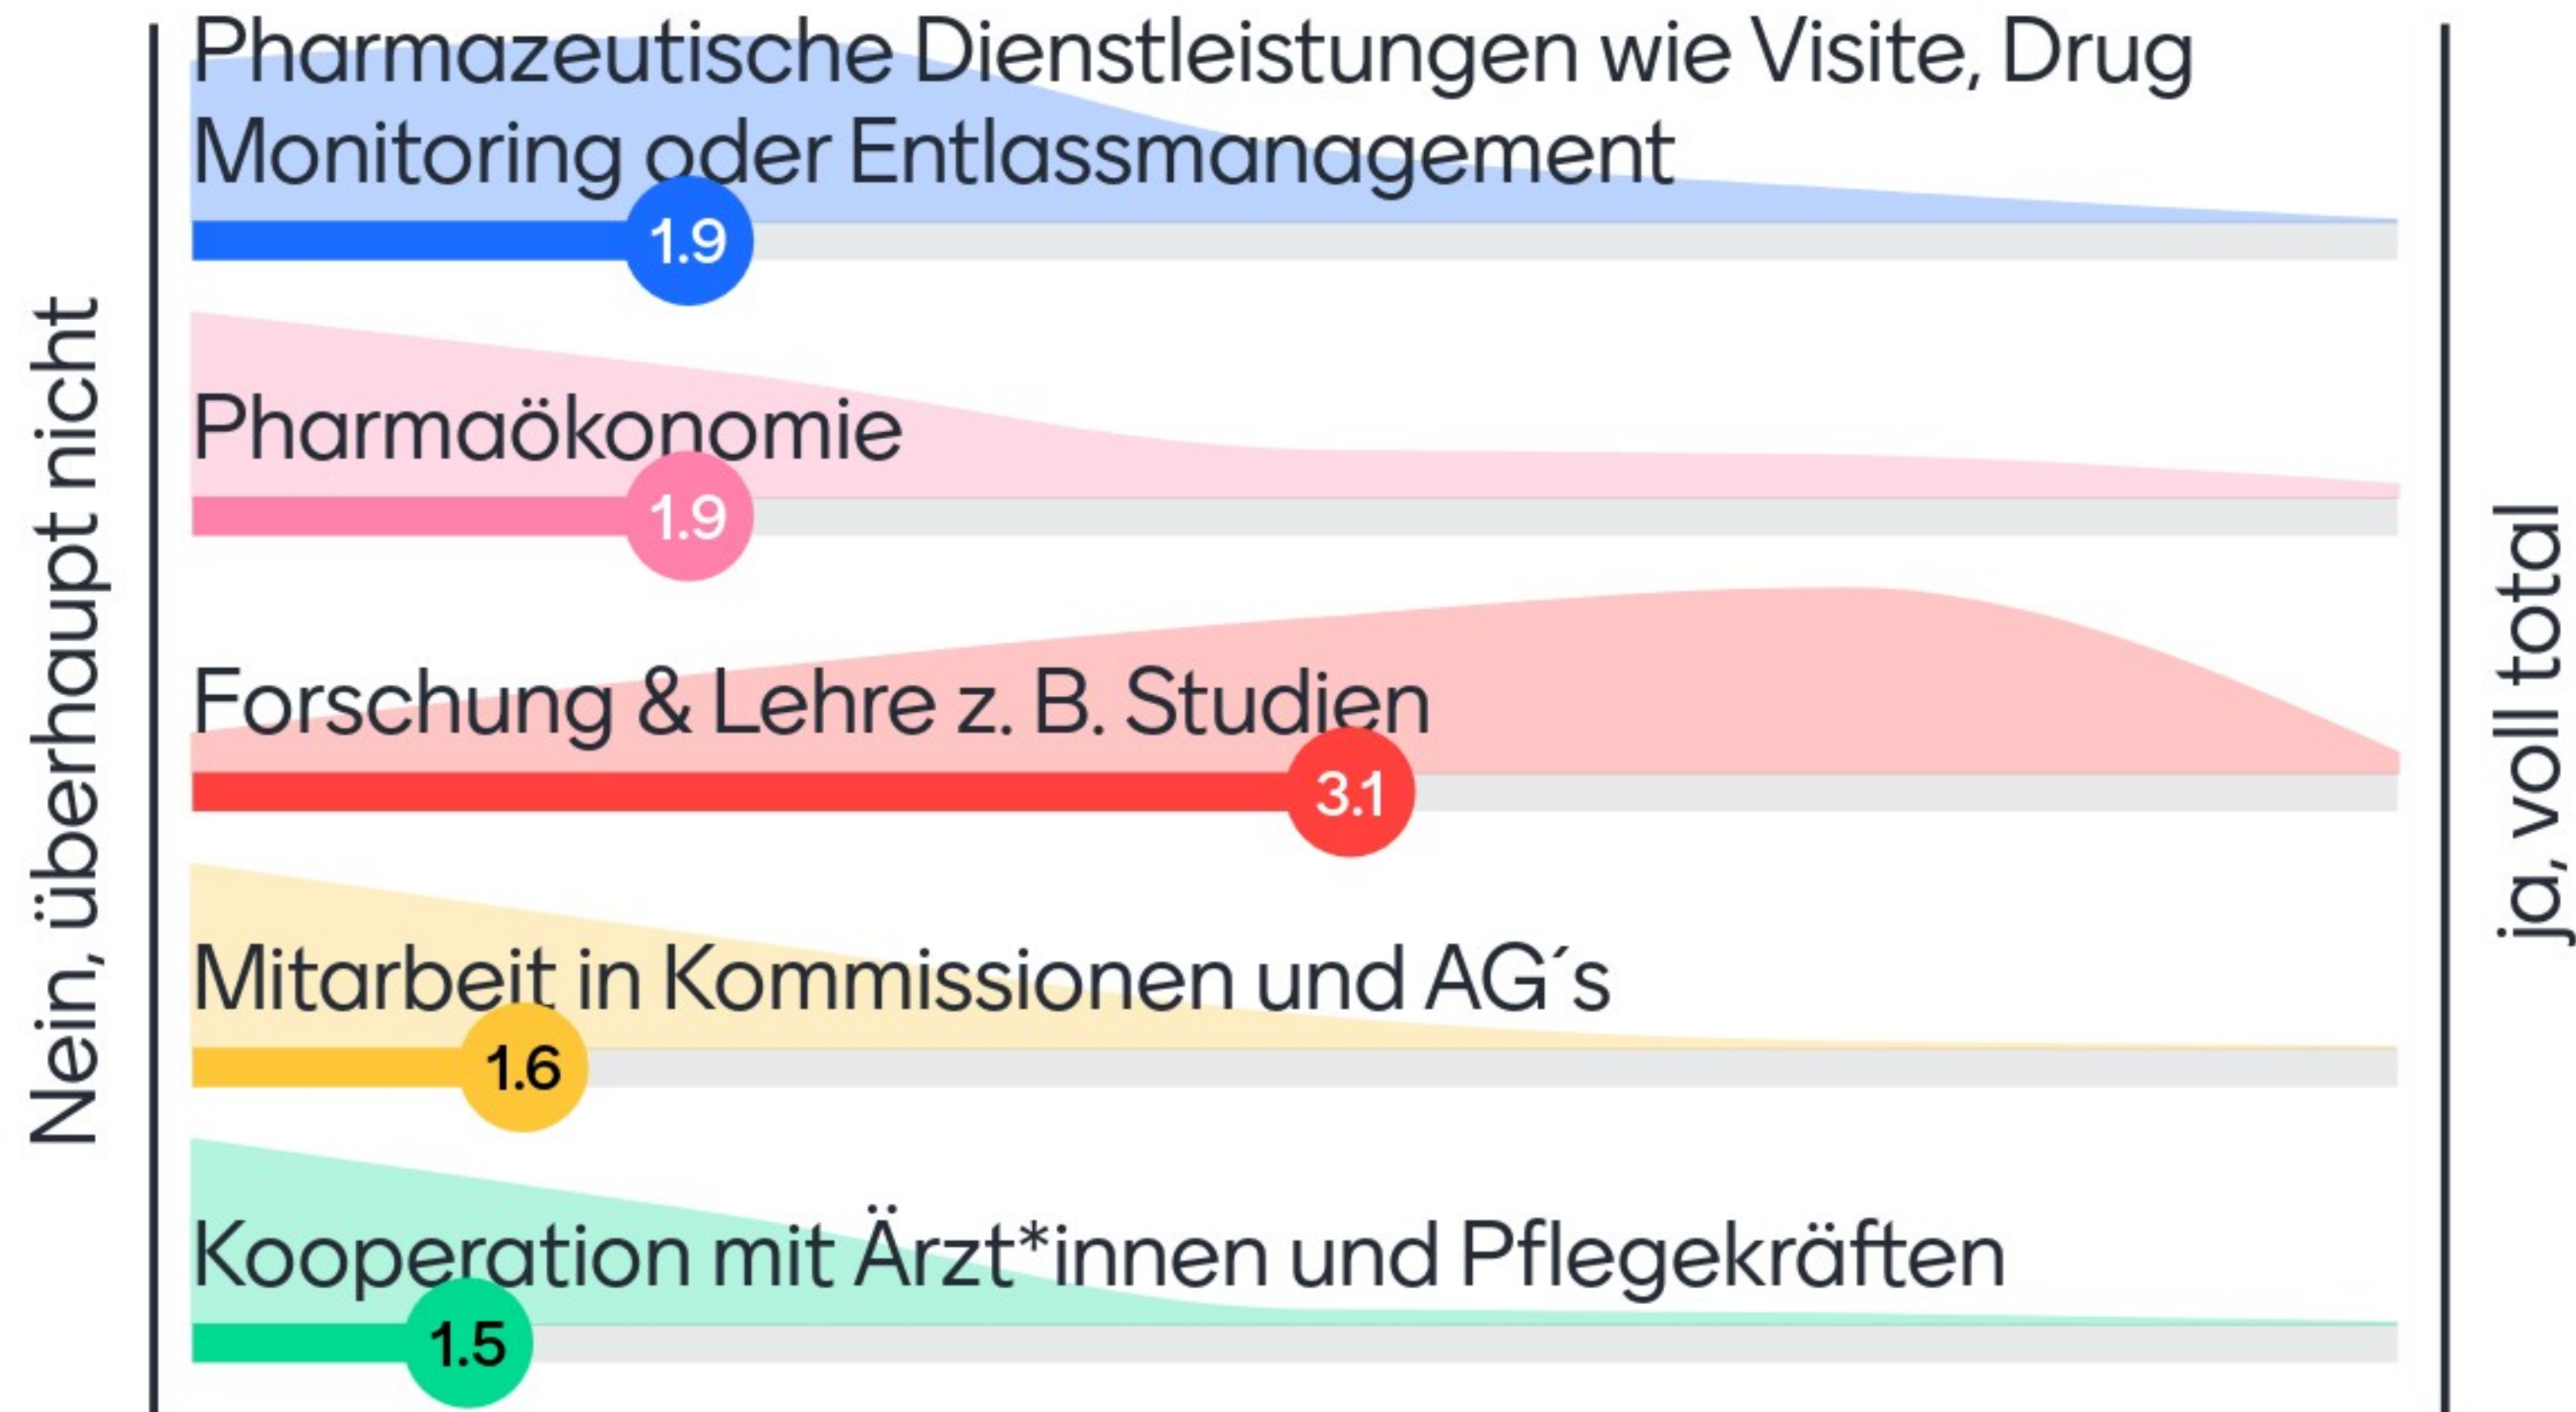 Nein, überhaupt nicht
Pharmazeutische Dienstleistungen wie Visite, Drug
Monitoring oder Entlassmanagement
1.9
Pharmaökonomie
1.9
Forschung & Lehre z. B. Studien
3.1
Mitarbeit in Kommissionen und AG´s
1.6
Kooperation mit Ärzt*innen und Pflegekräften
1.5
ja, voll total